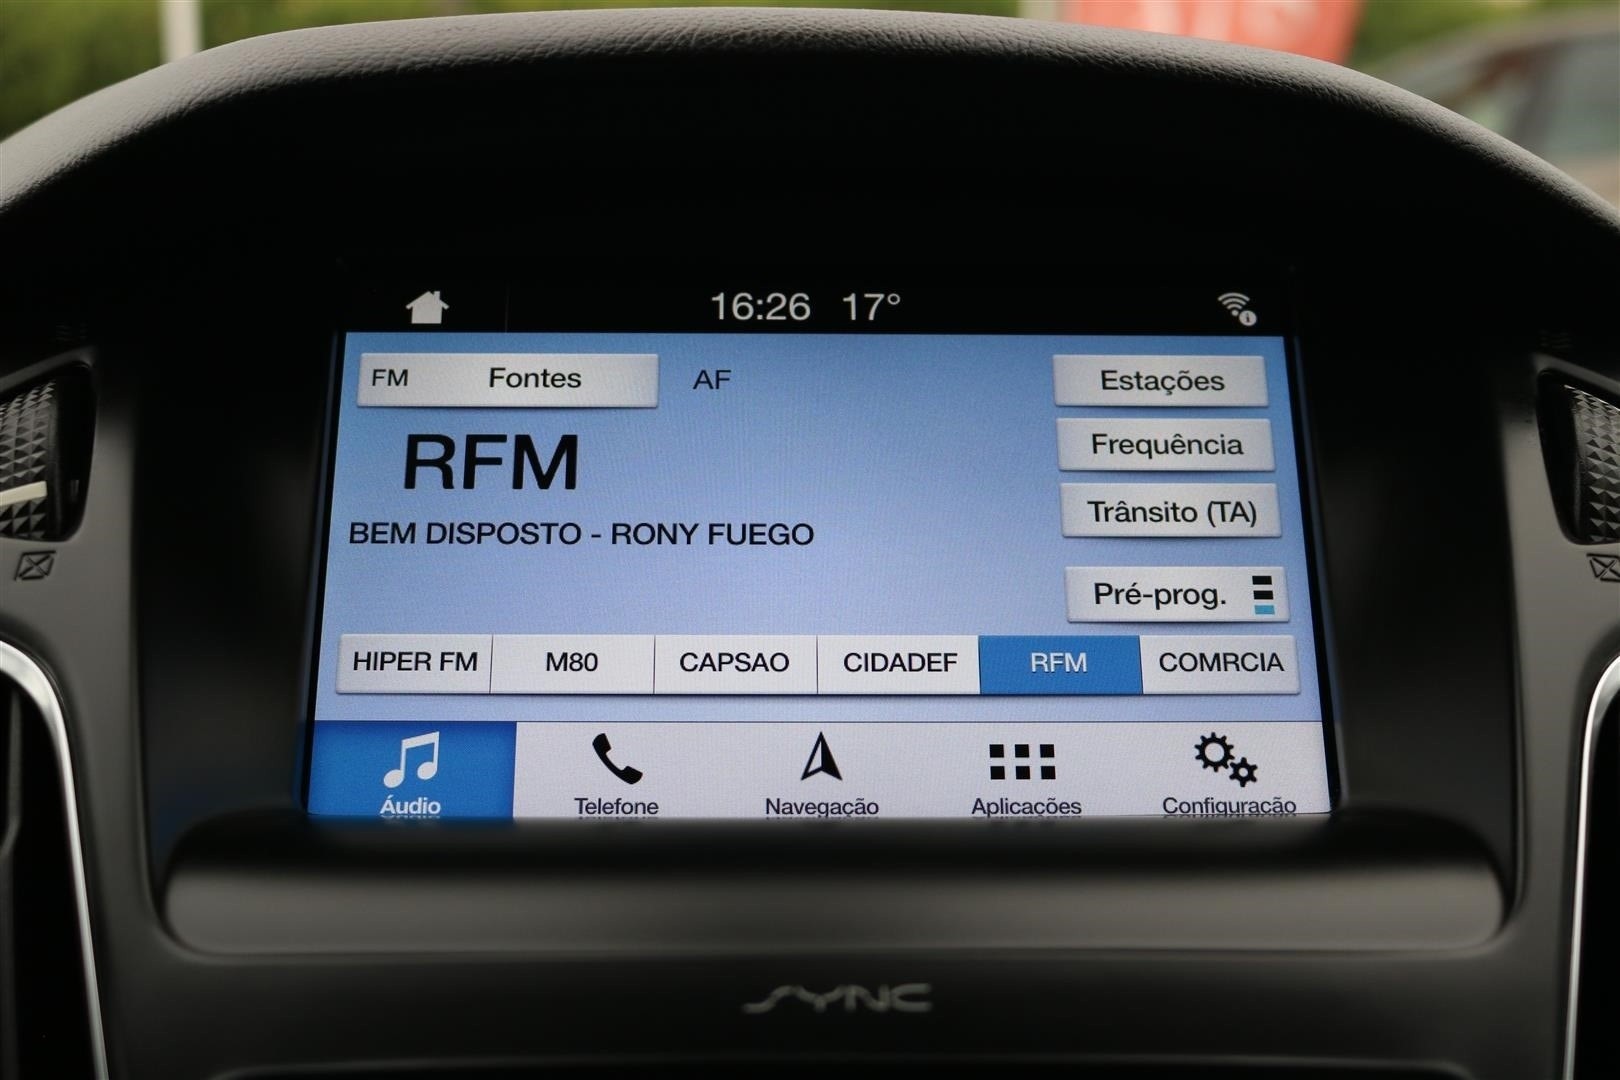 16:26 17°
FM Fontes AF Estações
Frequência
RFM
Trânsito (TA)
BEM DISPOSTO - RONY FUEGO
Pré-prog.
HIPER FM M80 CAPSAO CIDADEF RFM COMRCIA
Áudio Telefone Navegação Aplicações Configuração
SYNC